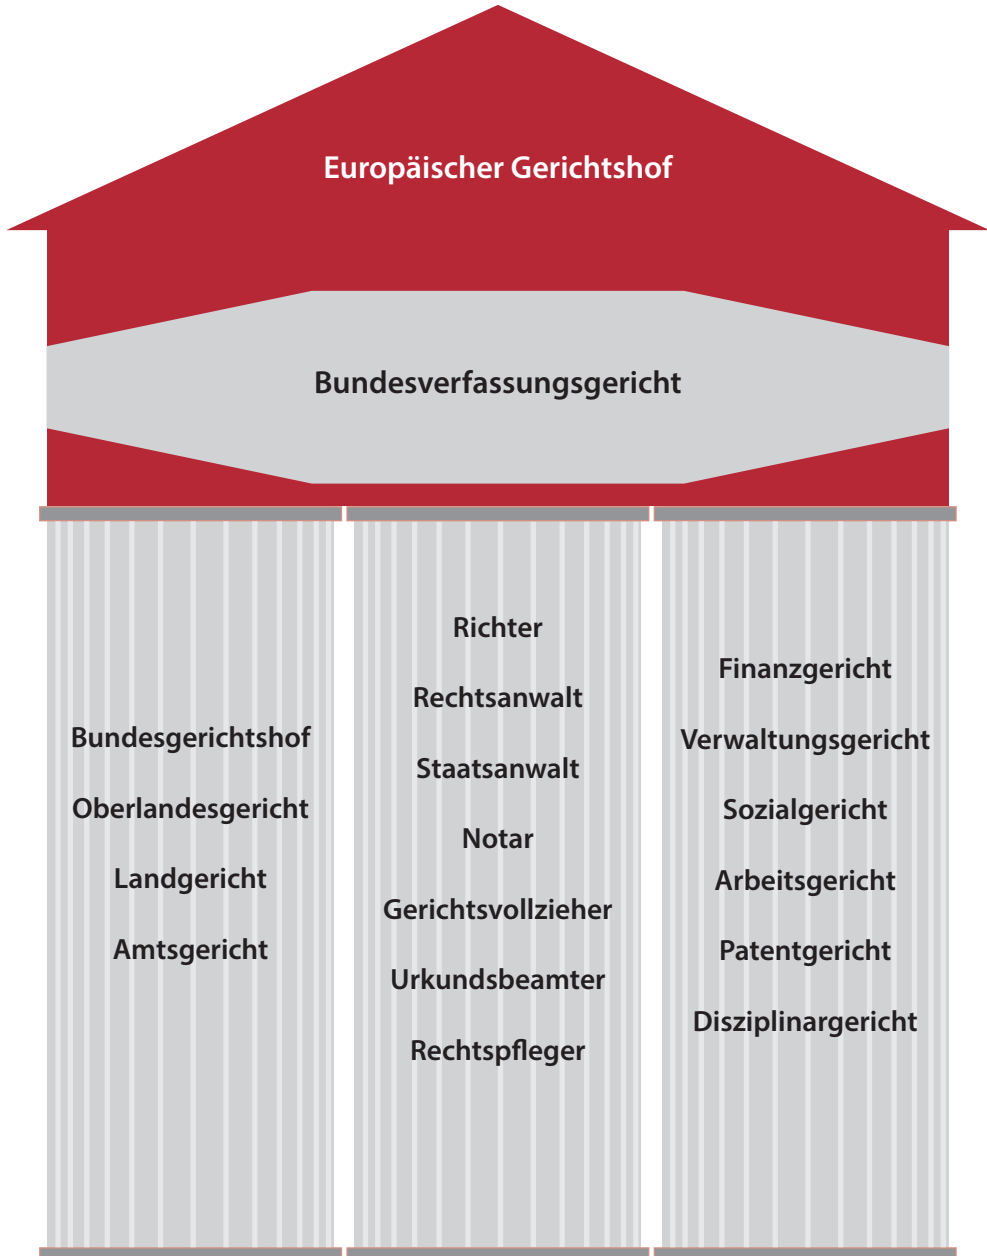 Europäischer Gerichtshof
Bundesverfassungsgericht
Bundesgerichtshof
Oberlandesgericht
Landgericht
Amtsgericht
Richter
Rechtsanwalt
Staatsanwalt
Notar
Gerichtsvollzieher
Urkundsbeamter
Rechtspfleger
Finanzgericht
Verwaltungsgericht
Sozialgericht
Arbeitsgericht
Patentgericht
Disziplinargericht